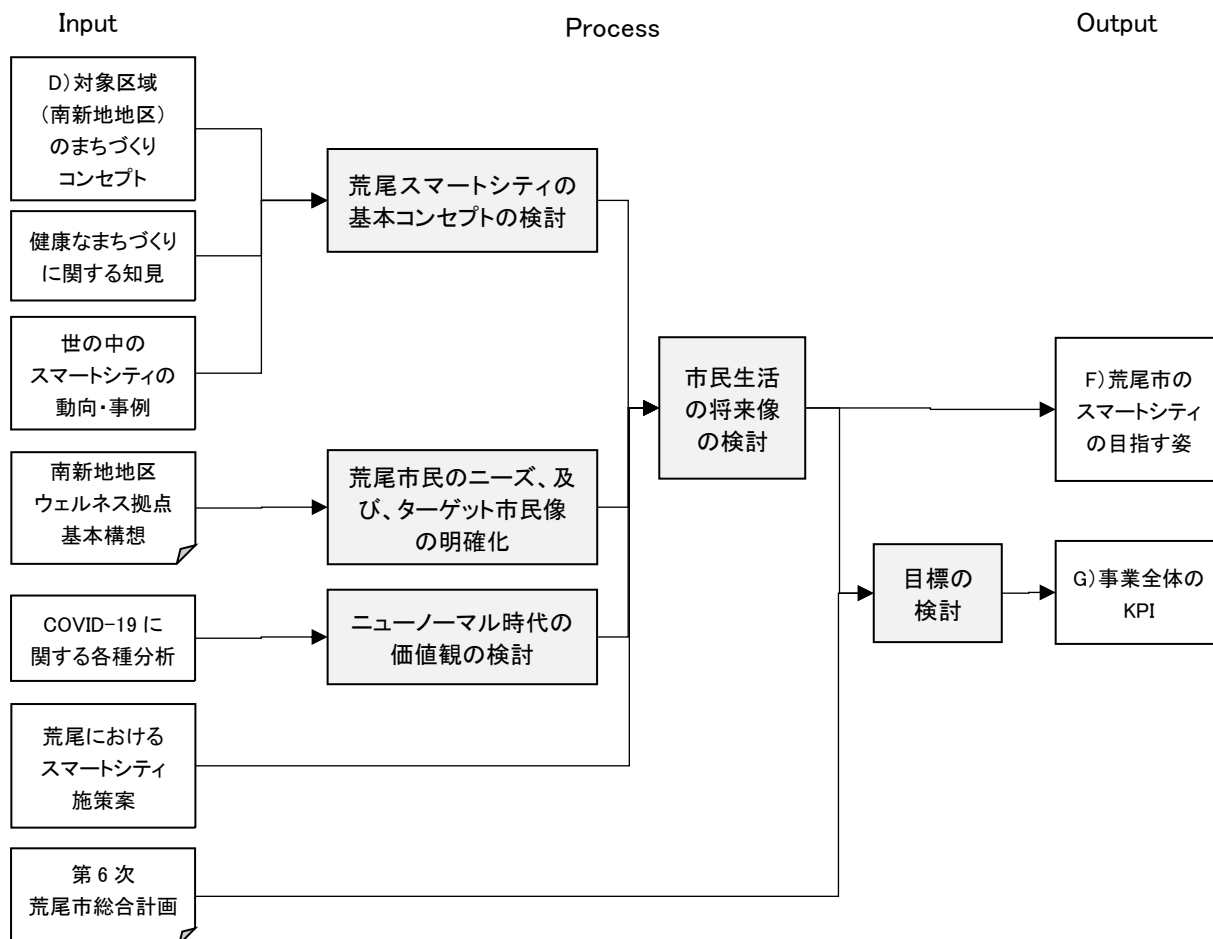 Input
Process
Output
D）対象区域
（南新地地区）
のまちづくり
コンセプト
健康なまちづくり
に関する知見
世の中の
スマートシティの
動向・事例
南新地地区
ウェルネス拠点
基本構想
COVID-19 に
関する各種分析
荒尾における
スマートシティ
施策案
第 6 次
荒尾市総合計画
荒尾スマートシティの
基本コンセプトの検討
荒尾市民のニーズ、及
び、ターゲット市民像
の明確化
ニューノーマル時代の
価値観の検討
市民生活
の将来像
の検討
目標の
検討
F）荒尾市の
スマートシティ
の目指す姿
G）事業全体の
KPI